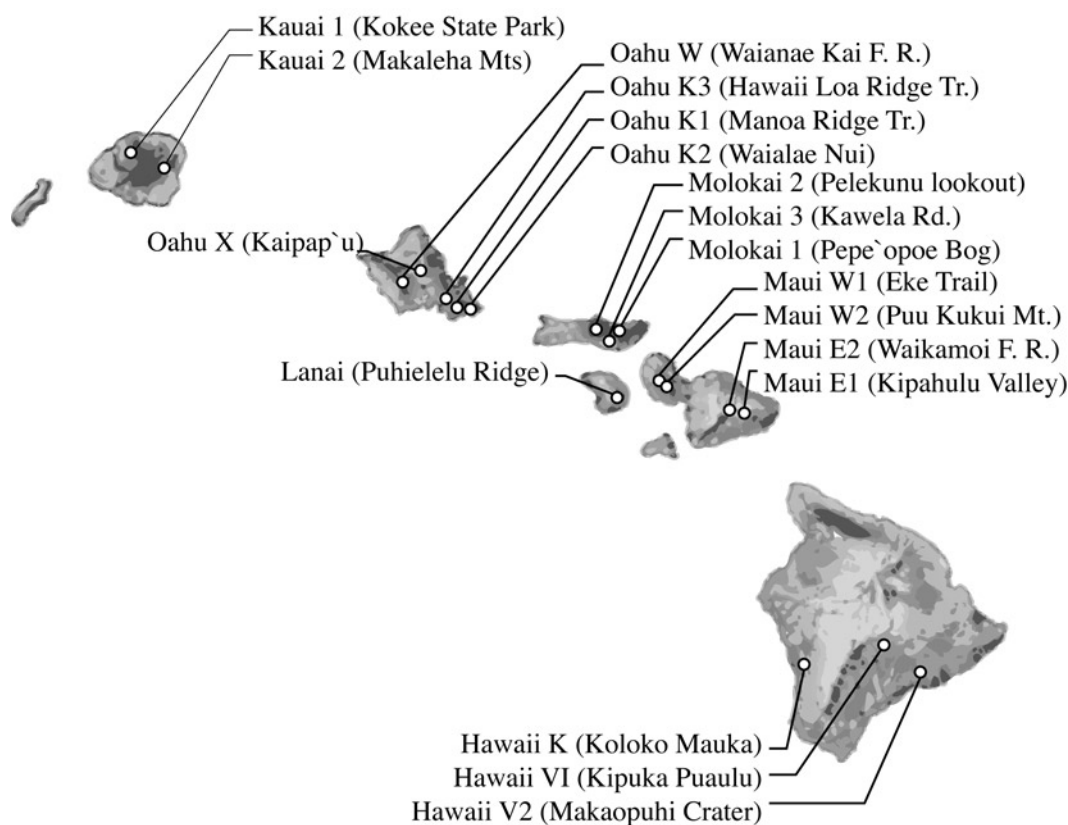 Kauai 1 (Kokee State Park)
Kauai 2 (Makaleha Mts)
Oahu W (Waianae Kai F. R.)
Oahu K3 (Hawaii Loa Ridge Tr.)
Oahu K1 (Manoa Ridge Tr.)
Oahu K2 (Waialae Nui)
Molokai 2 (Pelekunu lookout)
Molokai 3 (Kawela Rd.)
Molokai 1 (Pepe`opoe Bog)
Oahu X (Kaipap`u)
Maui W1 (Eke Trail)
Maui W2 (Puu Kukui Mt.)
Maui E2 (Waikamoi F. R.)
Maui E1 (Kipahulu Valley)
Lanai (Puhielelu Ridge)
Hawaii K (Koloko Mauka)
Hawaii VI (Kipuka Puaulu)
Hawaii V2 (Makaopuhi Crater)